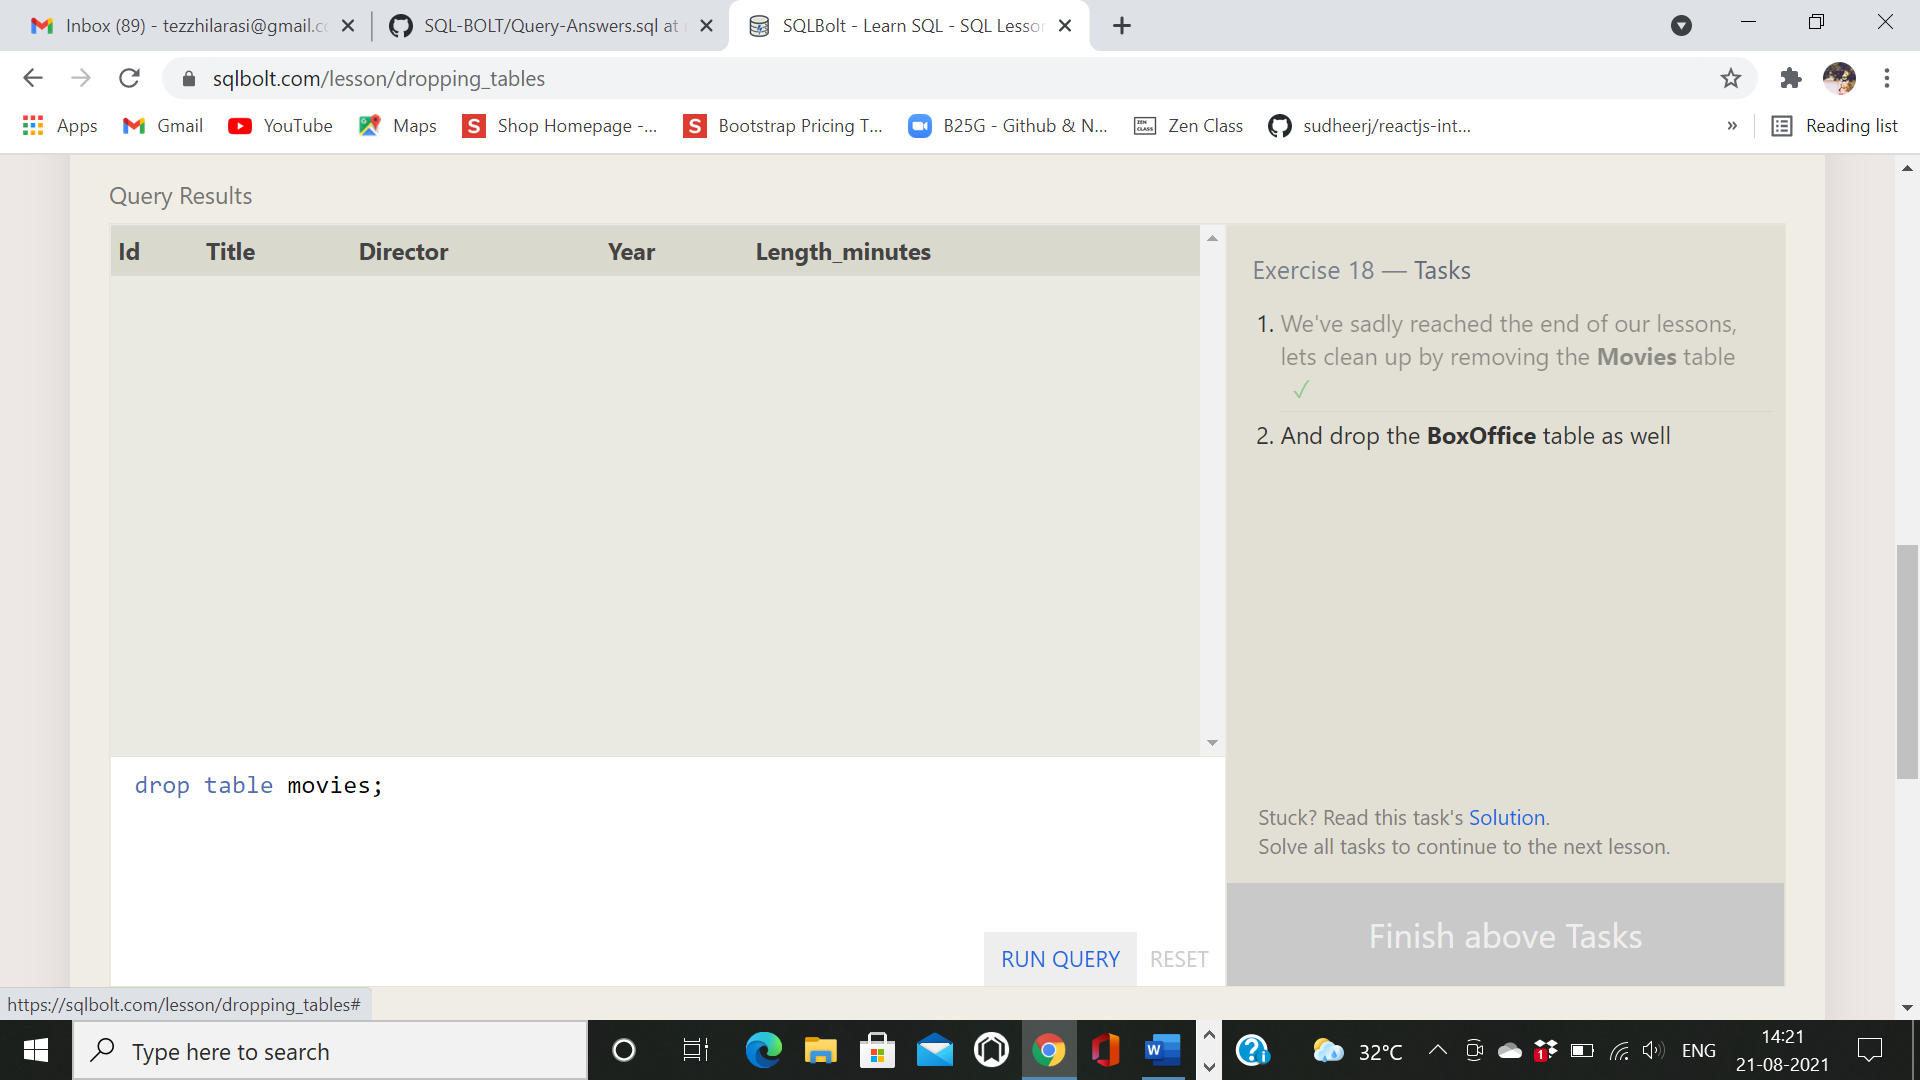 Inbox (89) - tezzhilarasi@gmail.c
SQL-BOLT/Query-Answers.sql at
SQLBolt - Learn SQL - SQL Lesson
sqlbolt.com/lesson/dropping_tables
Apps
Gmail
YouTube
Maps
S
Shop Homepage -...
S
Bootstrap Pricing T...
B25G - Github & N...
ZEN CLASS
Zen Class
sudheerj/reactjs-int...
»
Reading list
Query Results
Id Title Director Year Length_minutes
Exercise 18 — Tasks
1. We've sadly reached the end of our lessons,
lets clean up by removing the Movies table
✓
2. And drop the BoxOffice table as well
drop table movies;
Stuck? Read this task's Solution.
Solve all tasks to continue to the next lesson.
RUN QUERY RESET
Finish above Tasks
https://sqlbolt.com/lesson/dropping_tables#
Type here to search
W
?
32°C
1
ENG
14:21
21-08-2021